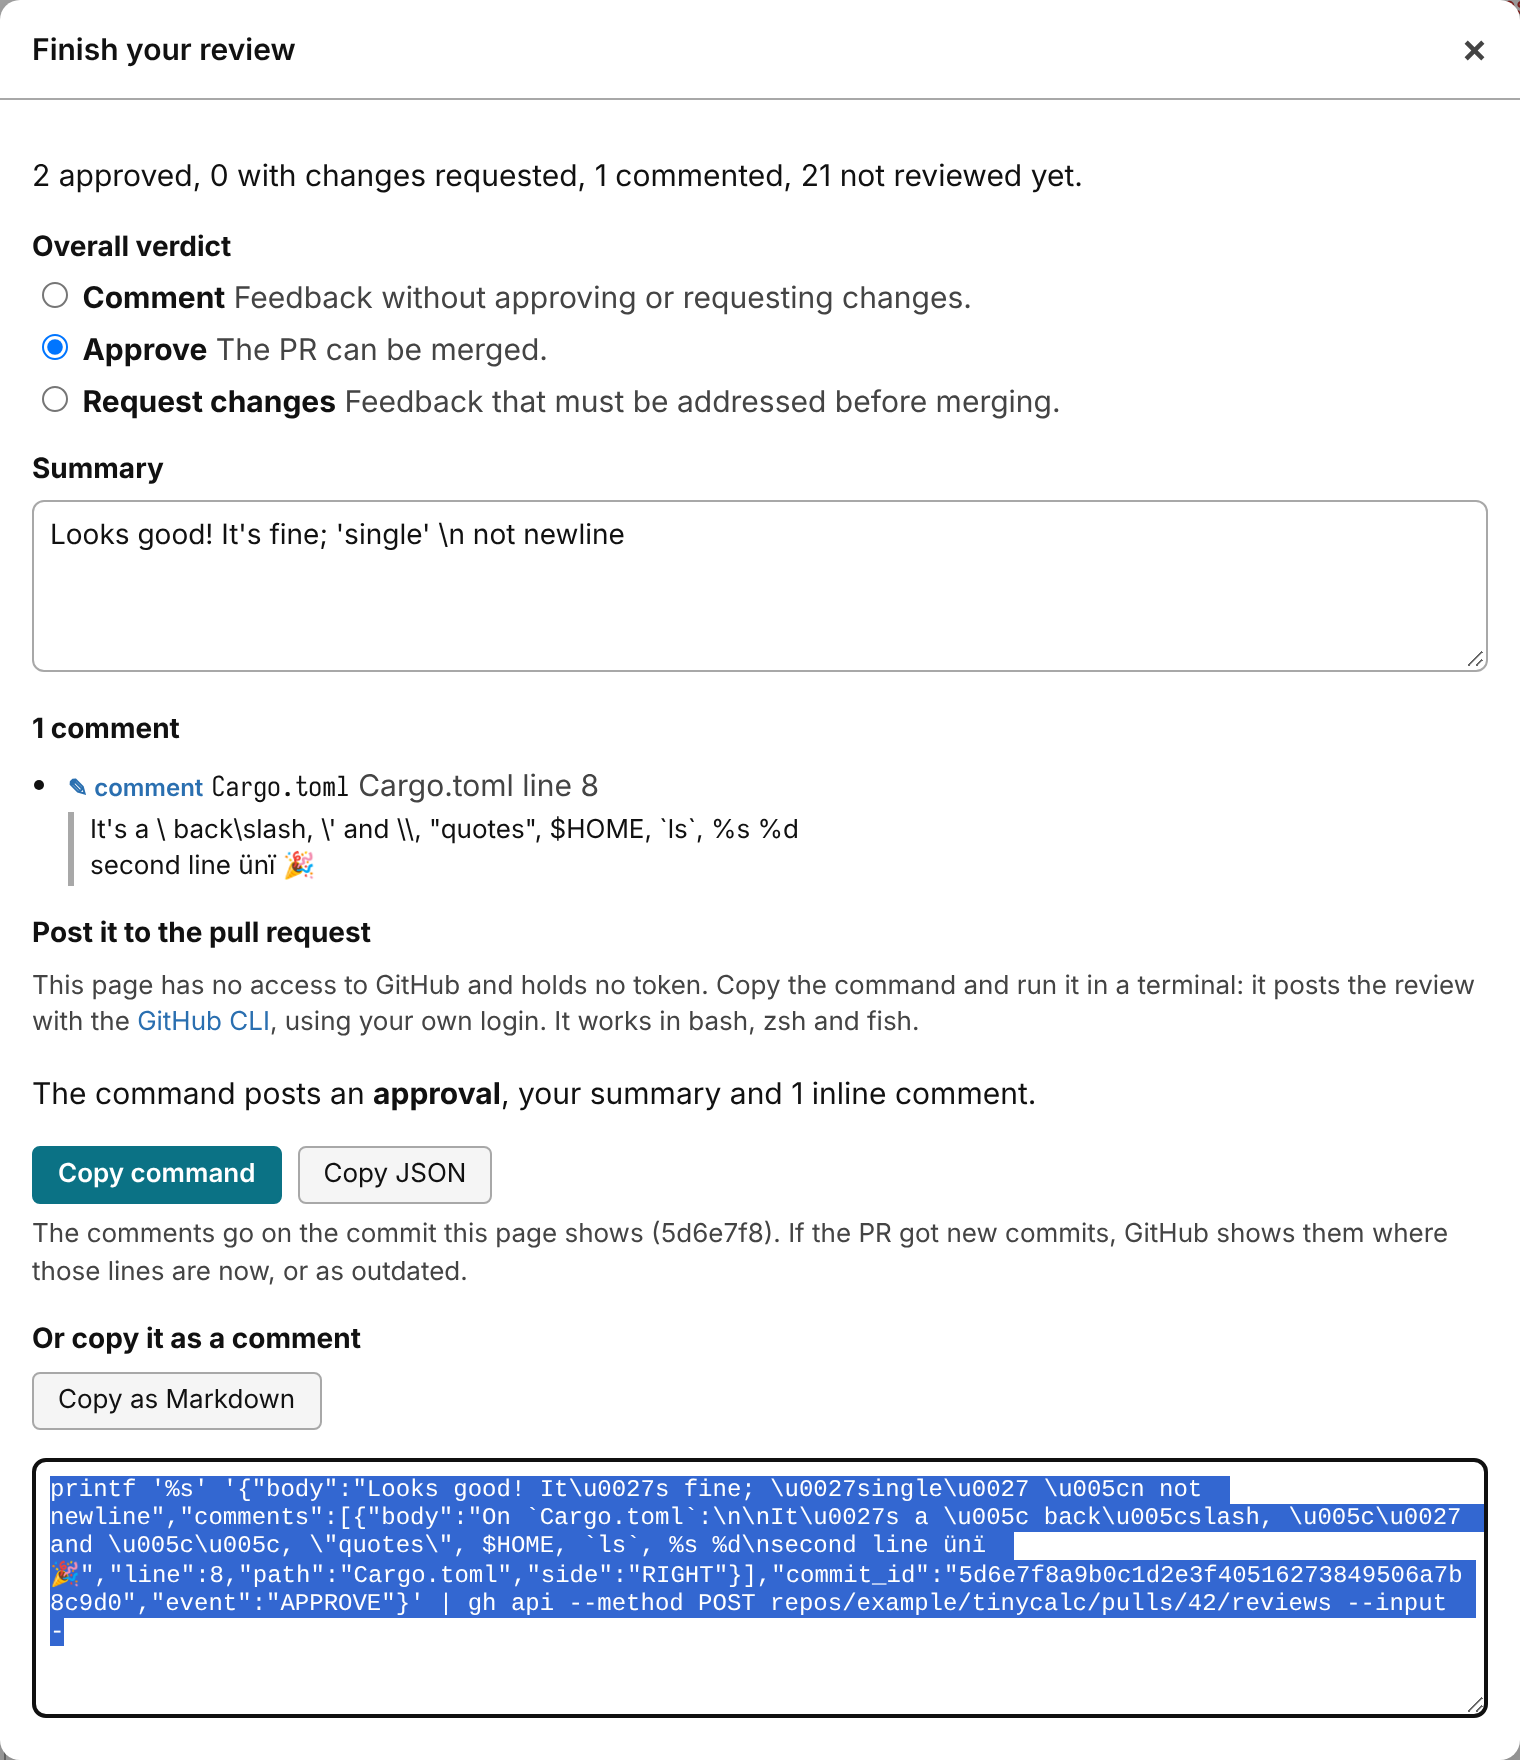 Finish your review
2 approved, 0 with changes requested, 1 commented, 21 not reviewed yet.
Overall verdict
Comment Feedback without approving or requesting changes.
Approve The PR can be merged.
Request changes Feedback that must be addressed before merging.
Summary
Looks good! It's fine; 'single' \n not newline
1 comment
✎ comment Cargo.toml Cargo.toml line 8
It's a \ back\slash, \' and \\, "quotes", $HOME, `ls`, %s %d
second line ünï 🎉
Post it to the pull request
This page has no access to GitHub and holds no token. Copy the command and run it in a terminal: it posts the review
with the GitHub CLI, using your own login. It works in bash, zsh and fish.
The command posts an approval, your summary and 1 inline comment.
Copy command Copy JSON
The comments go on the commit this page shows (5d6e7f8). If the PR got new commits, GitHub shows them where
those lines are now, or as outdated.
Or copy it as a comment
Copy as Markdown
printf '%s' '{"body":"Looks good! It\u0027s fine; \u0027single\u0027 \u005cn not
newline","comments":[{"body":"On `Cargo.toml`:\n\nIt\u0027s a \u005c back\u005cslash, \u005c\u0027
and \u005c\u005c, \"quotes\", $HOME, `ls`, %s %d\nsecond line ünï
🎉","line":8,"path":"Cargo.toml","side":"RIGHT"}],"commit_id":"5d6e7f8a9b0c1d2e3f40516273849506a7b
8c9d0","event":"APPROVE"}' | gh api --method POST repos/example/tinycalc/pulls/42/reviews --input
-